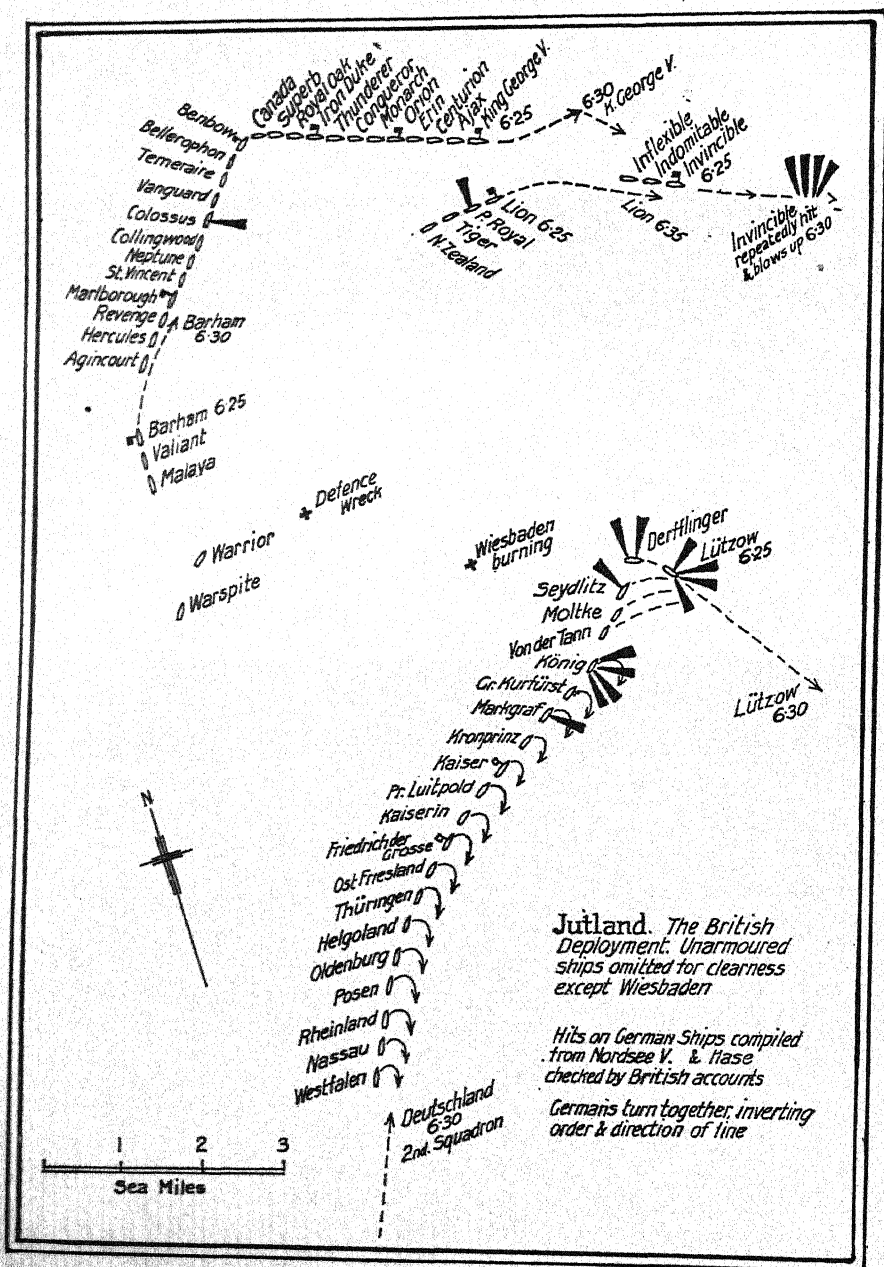 Canada
Superb
Royal Oak
Iron Duke
Thunderer
Conqueror
Monarch
Orion
Erin
Centurion
Ajax
King George V.
6·25
6·30
K. George V.
Inflexible
Indomitable
Invincible
6·25
Benbow
Bellerophon
Temeraire
Vanguard
Colossus
Collingwood
Neptune
St. Vincent
Marlborough
Revenge
Hercules
Agincourt
Barham
6·30
Lion 6·25
P. Royal
Tiger
N. Zealand
Lion 6·35
Invincible
repeatedly hit
& blows up 6·30
Barham 6·25
Valiant
Malaya
Defence
Wreck
Warrior
Warspite
Wiesbaden
burning
Derfflinger
Lützow
6·25
Seydlitz
Moltke
Von der Tann
König
Gr. Kurfürst
Markgraf
Kronprinz
Kaiser
Pr. Luitpold
Kaiserin
Friedrich der
Grosse
Ost Friesland
Thüringen
Helgoland
Oldenburg
Posen
Rheinland
Nassau
Westfalen
Lützow
6·30
N
Deutschland
6·30
2nd. Squadron
Jutland. The British
Deployment. Unarmoured
ships omitted for clearness
except Wiesbaden
Hits on German Ships compiled
from Nordsee V. & Hase
checked by British accounts
Germans turn together, inverting
order & direction of line
1 2 3
Sea Miles